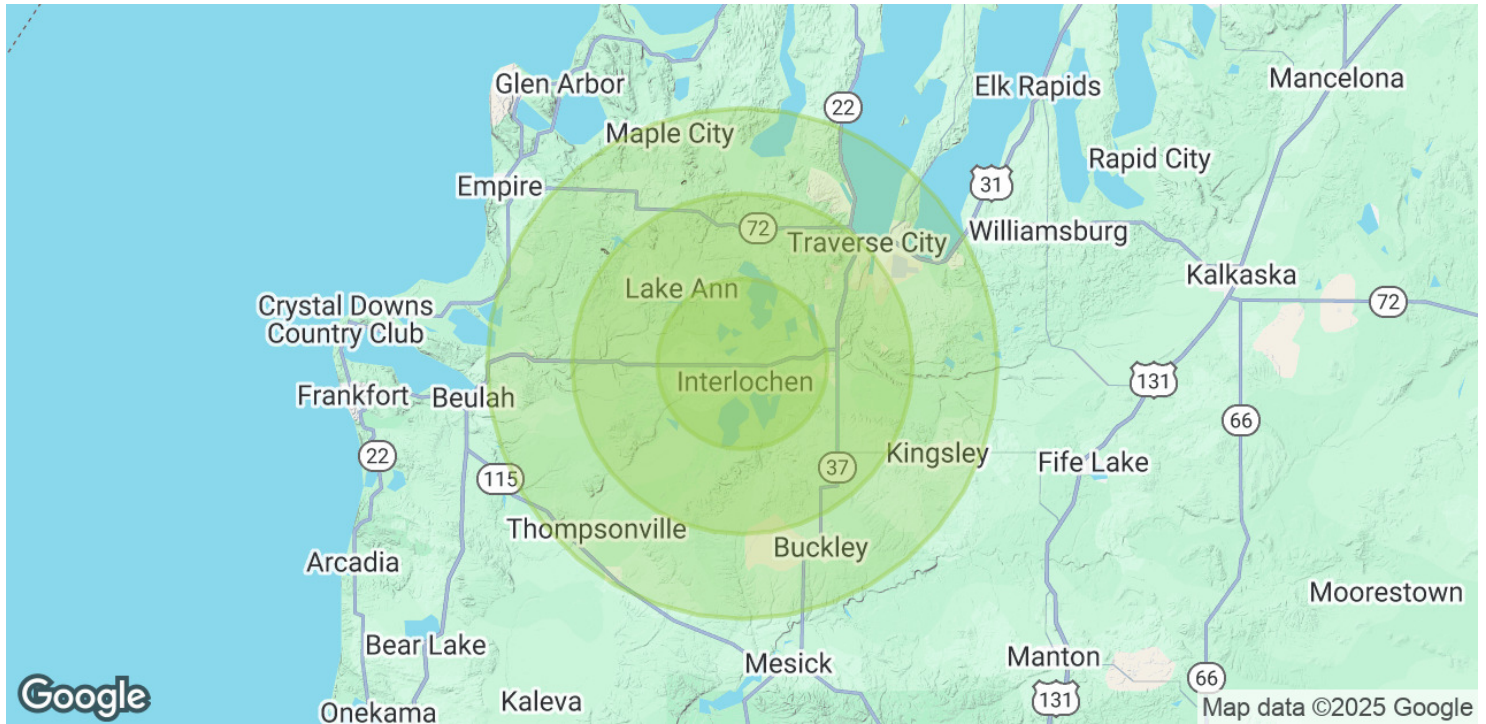 Glen Arbor
Elk Rapids
Mancelona
22
Maple City
Rapid City
Empire
31
72
Williamsburg
Traverse City
Kalkaska
Lake Ann
Crystal Downs
Country Club
72
Interlochen
131
Frankfort
Beulah
66
22
Kingsley
Fife Lake
115
37
Thompsonville
Buckley
Arcadia
Moorestown
Bear Lake
Mesick
Manton
66
131
Kaleva
Onekama
Google
Map data ©2025 Google